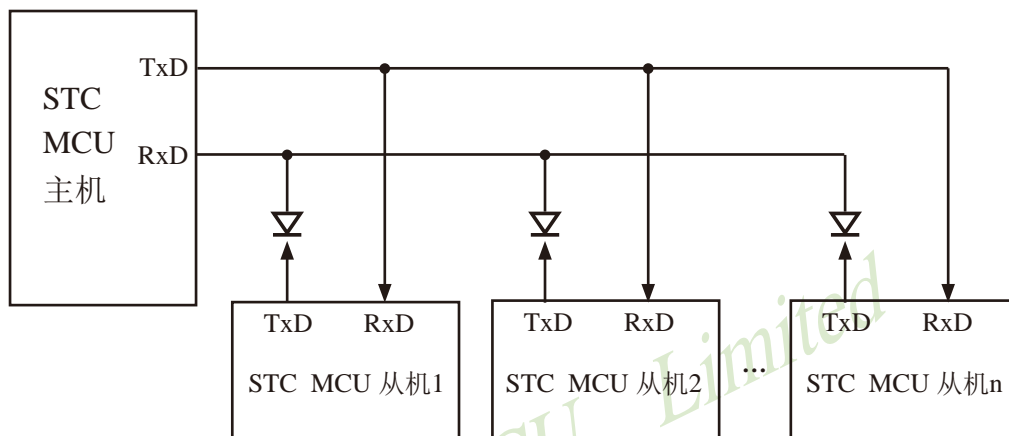 TxD
STC
MCU
主机
RxD
TxD RxD
STC MCU 从机1
TxD RxD
STC MCU 从机2
...
TxD RxD
STC MCU 从机n
MCU Limited